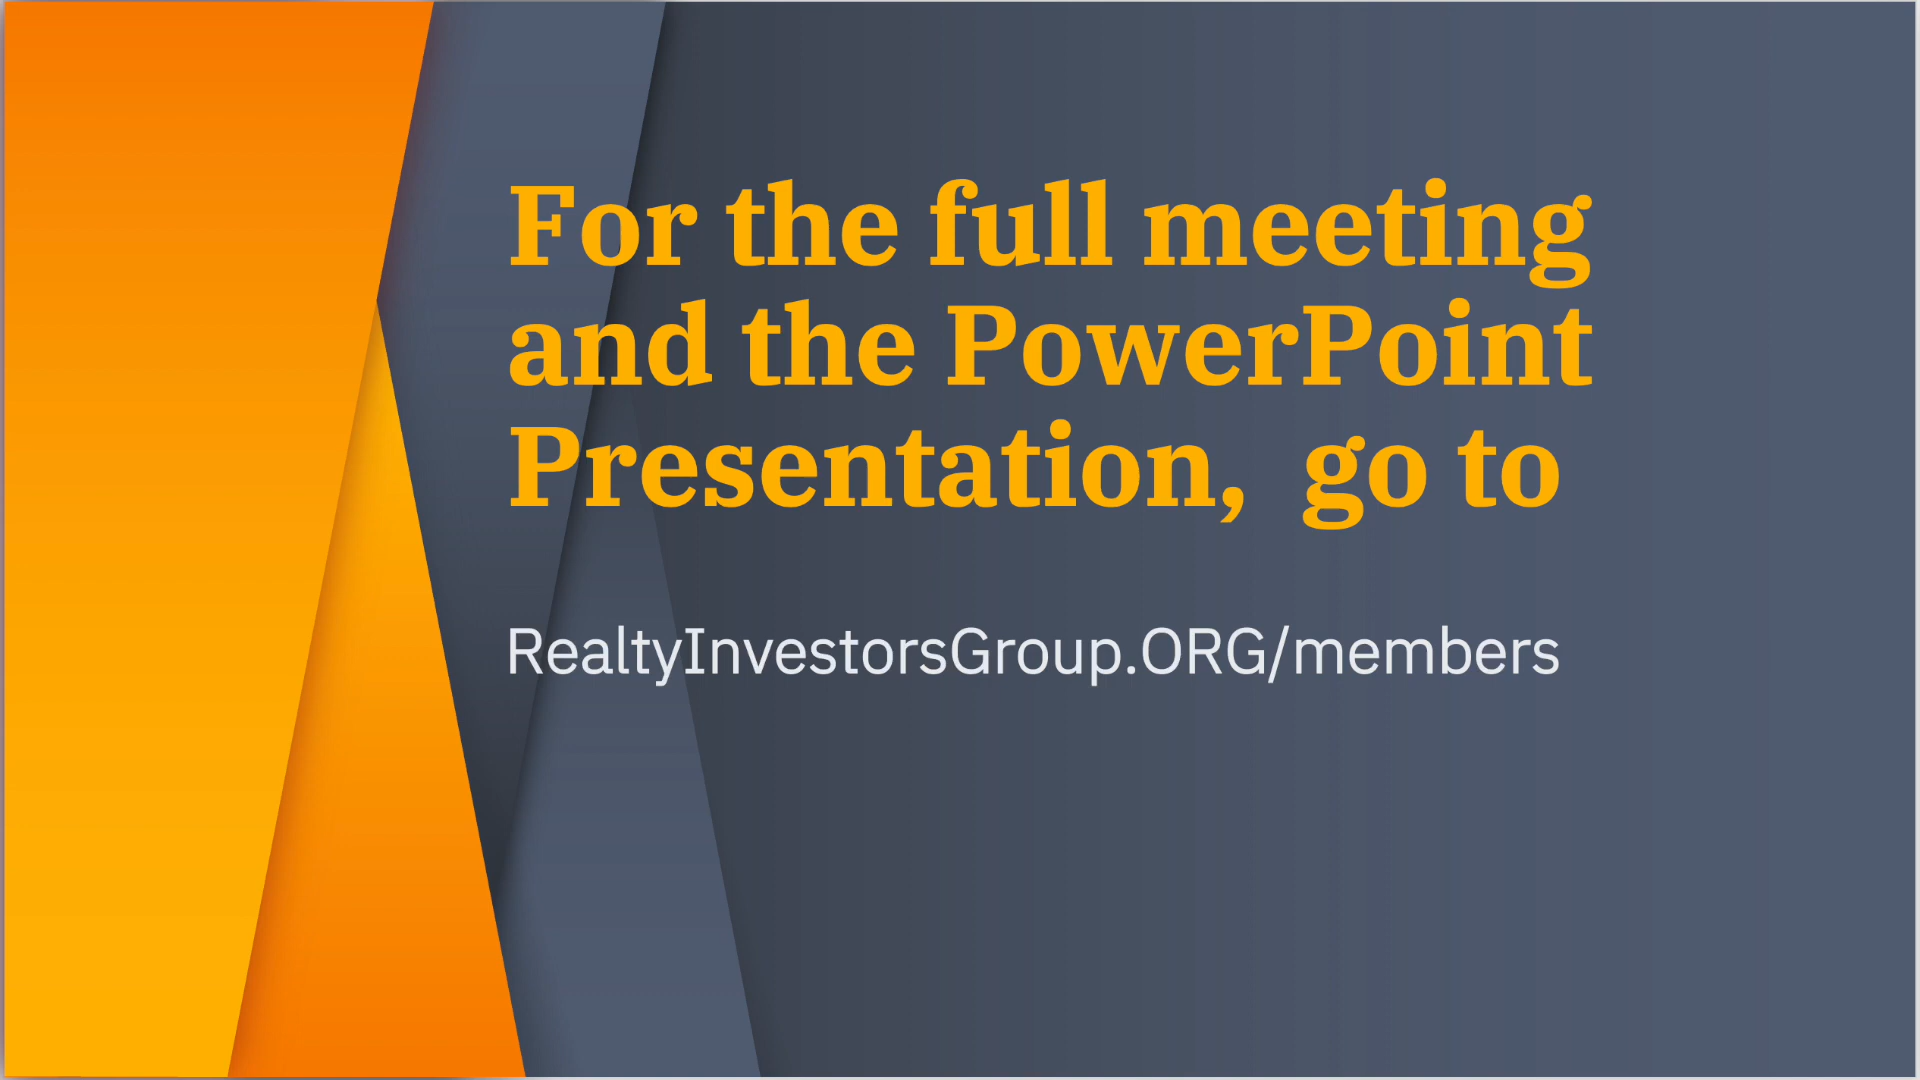 For the full meeting
and the PowerPoint
Presentation,  go to
RealtyInvestorsGroup.ORG/members